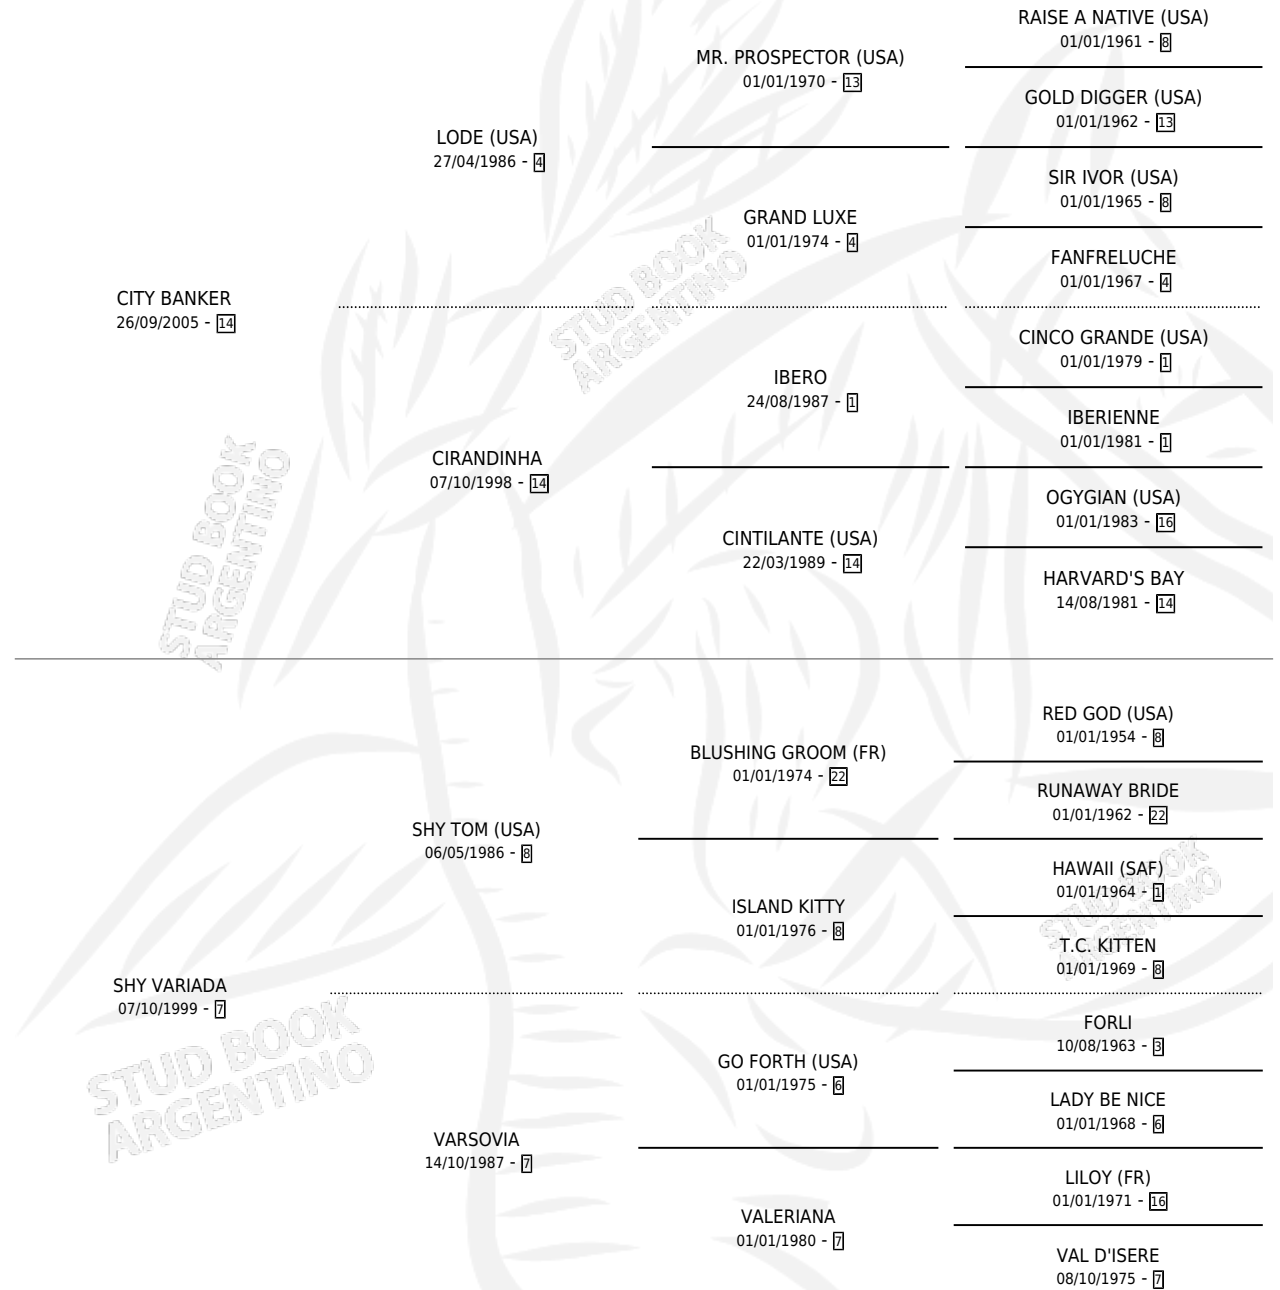 RAISE A NATIVE (USA)
01/01/1961 - 8
MR. PROSPECTOR (USA)
01/01/1970 - 13
GOLD DIGGER (USA)
01/01/1962 - 13
LODE (USA)
27/04/1986 - 4
SIR IVOR (USA)
01/01/1965 - 8
GRAND LUXE
01/01/1974 - 4
FANFRELUCHE
01/01/1967 - 4
CITY BANKER
26/09/2005 - 14
CINCO GRANDE (USA)
01/01/1979 - 1
IBERO
24/08/1987 - 1
IBERIENNE
01/01/1981 - 1
CIRANDINHA
07/10/1998 - 14
OGYGIAN (USA)
01/01/1983 - 16
CINTILANTE (USA)
22/03/1989 - 14
HARVARD'S BAY
14/08/1981 - 14
RED GOD (USA)
01/01/1954 - 8
BLUSHING GROOM (FR)
01/01/1974 - 22
RUNAWAY BRIDE
01/01/1962 - 22
SHY TOM (USA)
06/05/1986 - 8
HAWAII (SAF)
01/01/1964 - 1
ISLAND KITTY
01/01/1976 - 8
T.C. KITTEN
01/01/1969 - 8
SHY VARIADA
07/10/1999 - 7
FORLI
10/08/1963 - 3
GO FORTH (USA)
01/01/1975 - 6
LADY BE NICE
01/01/1968 - 6
VARSOVIA
14/10/1987 - 7
LILOY (FR)
01/01/1971 - 16
VALERIANA
01/01/1980 - 7
VAL D'ISERE
08/10/1975 - 7
STUD BOOK
ARGENTINO
STUD BOOK
ARGENTINO
STUD BOOK
ARGENTINO
STUD BOOK
ARGENTINO